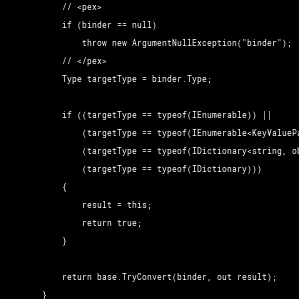 // <pex>
if (binder == null)
throw new ArgumentNullException("binder");
// </pex>
Type targetType = binder.Type;
if ((targetType == typeof(IEnumerable)) ||
(targetType == typeof(IEnumerable<KeyValuePa
(targetType == typeof(IDictionary<string, ob
(targetType == typeof(IDictionary)))
{
result = this;
return true;
}
return base.TryConvert(binder, out result);
}